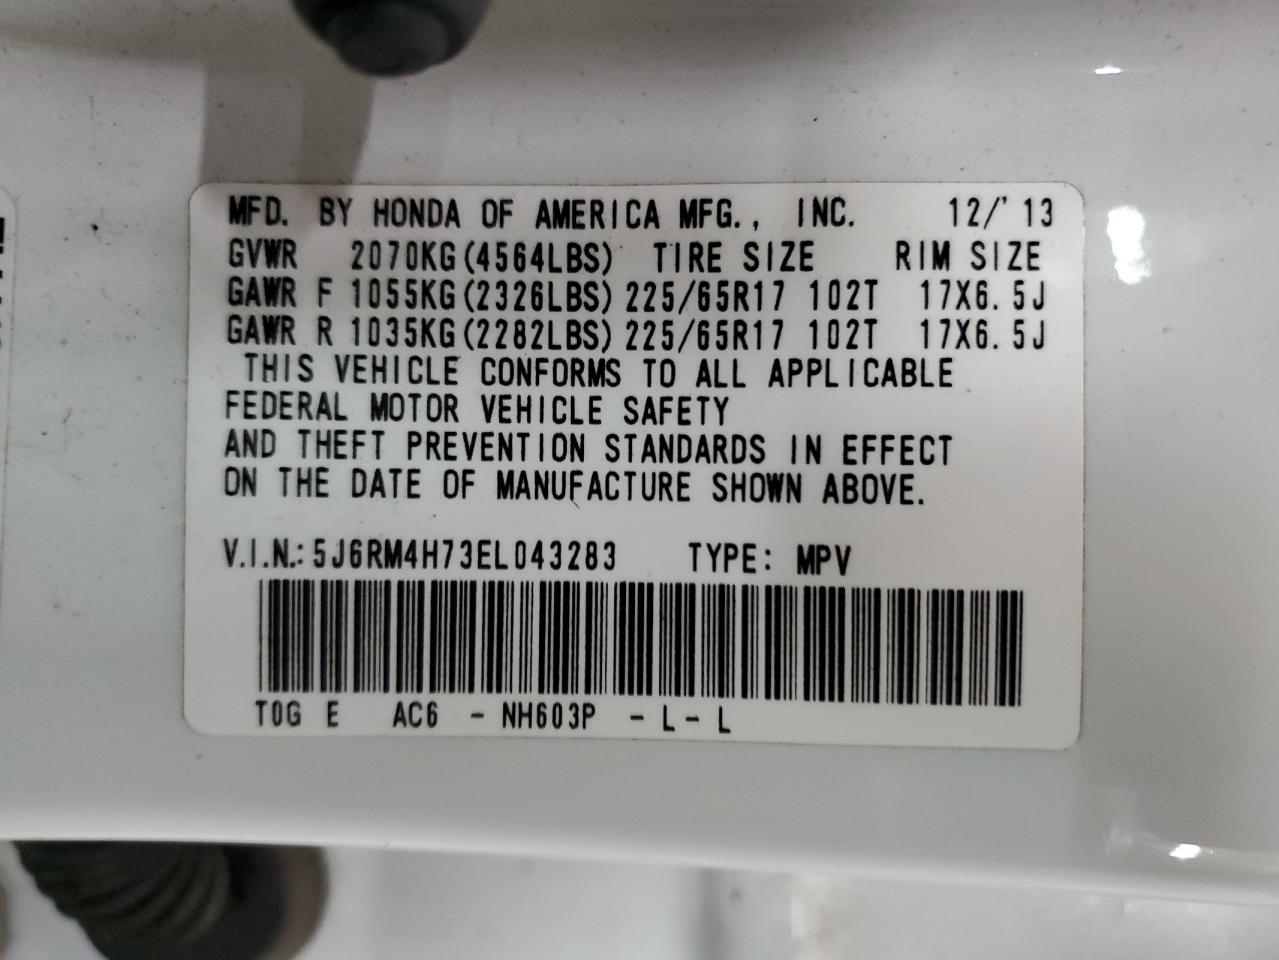 MFD. BY HONDA OF AMERICA MFG., INC. 12/'13
GVWR 2070KG(4564LBS) TIRE SIZE RIM SIZE
GAWR F 1055KG(2326LBS) 225/65R17 102T 17X6.5J
GAWR R 1035KG(2282LBS) 225/65R17 102T 17X6.5J
THIS VEHICLE CONFORMS TO ALL APPLICABLE
FEDERAL MOTOR VEHICLE SAFETY
AND THEFT PREVENTION STANDARDS IN EFFECT
ON THE DATE OF MANUFACTURE SHOWN ABOVE.
V.I.N.: 5J6RM4H73EL043283 TYPE: MPV
T0G E AC6 - NH603P - L - L